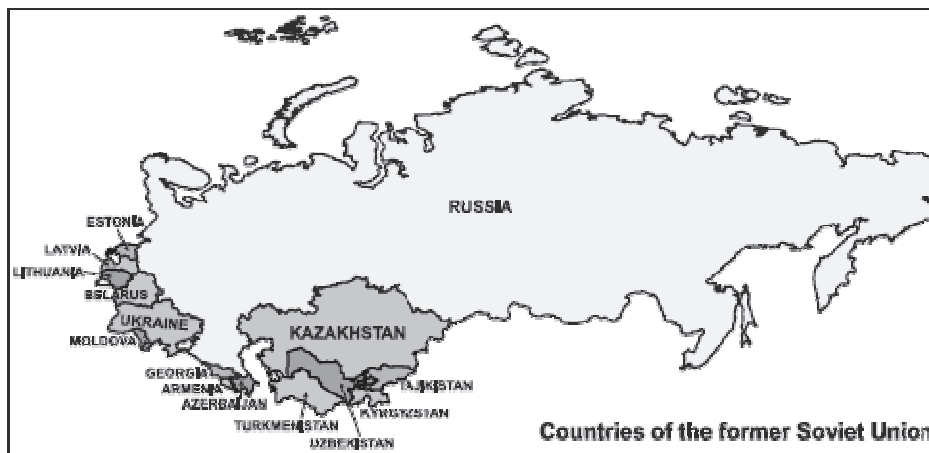 RUSSIA
ESTONIA
LATVIA
LITHUANIA
BELARUS
UKRAINE
KAZAKHSTAN
MOLDOVA
GEORGIA
ARMENIA
AZERBAIJAN
TAJIKISTAN
KYRGYZSTAN
TURKMENISTAN
UZBEKISTAN
Countries of the former Soviet Union